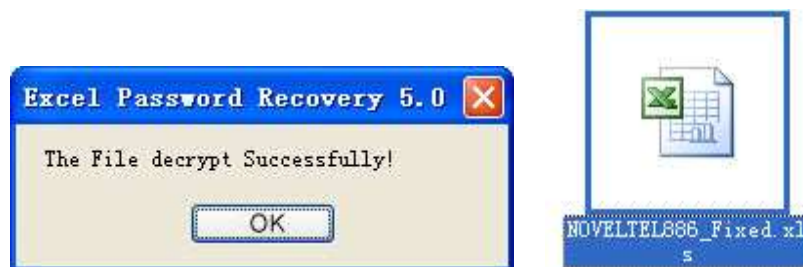 Excel Password Recovery 5.0
The File decrypt Successfully!
OK
NOVELTEL886_Fixed.xl
s